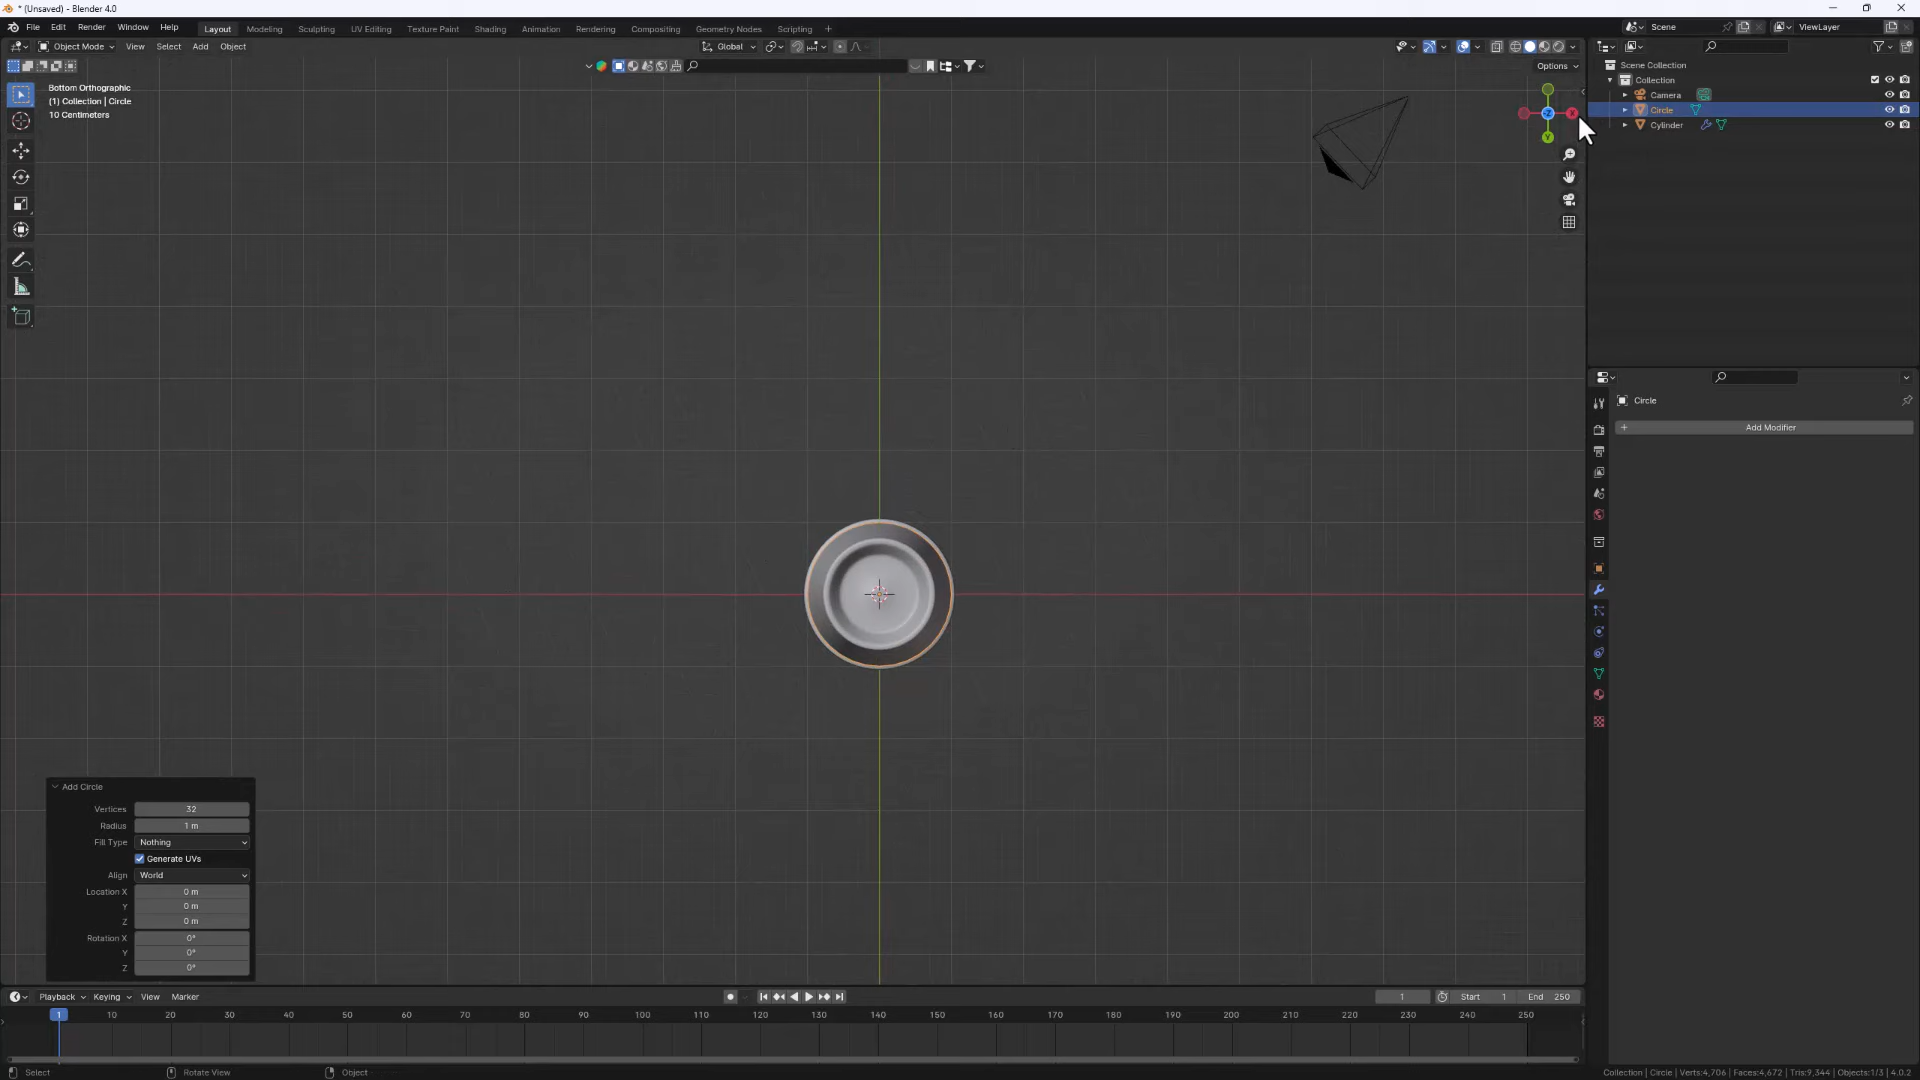 * (Unsaved) - Blender 4.0
File Edit Render Window Help Layout Modeling Sculpting UV Editing Texture Paint Shading Animation Rendering Compositing Geometry Nodes Scripting + Scene ViewLayer
Object Mode View Select Add Object Global
Options
Bottom Orthographic
(1) Collection | Circle
10 Centimeters
X
Y
Scene Collection
Collection
Camera
Circle
Cylinder
Circle
+ Add Modifier
Add Circle
Vertices 32
Radius 1 m
Fill Type Nothing
Generate UVs
Align World
Location X 0 m
Y 0 m
Z 0 m
Rotation X 0°
Y 0°
Z 0°
Playback Keying View Marker 1 Start 1 End 250
1 10 20 30 40 50 60 70 80 90 100 110 120 130 140 150 160 170 180 190 200 210 220 230 240 250
Select Rotate View Object Collection | Circle | Verts:4,706 | Faces:4,672 | Tris:9,344 | Objects:1/3 | 4.0.2